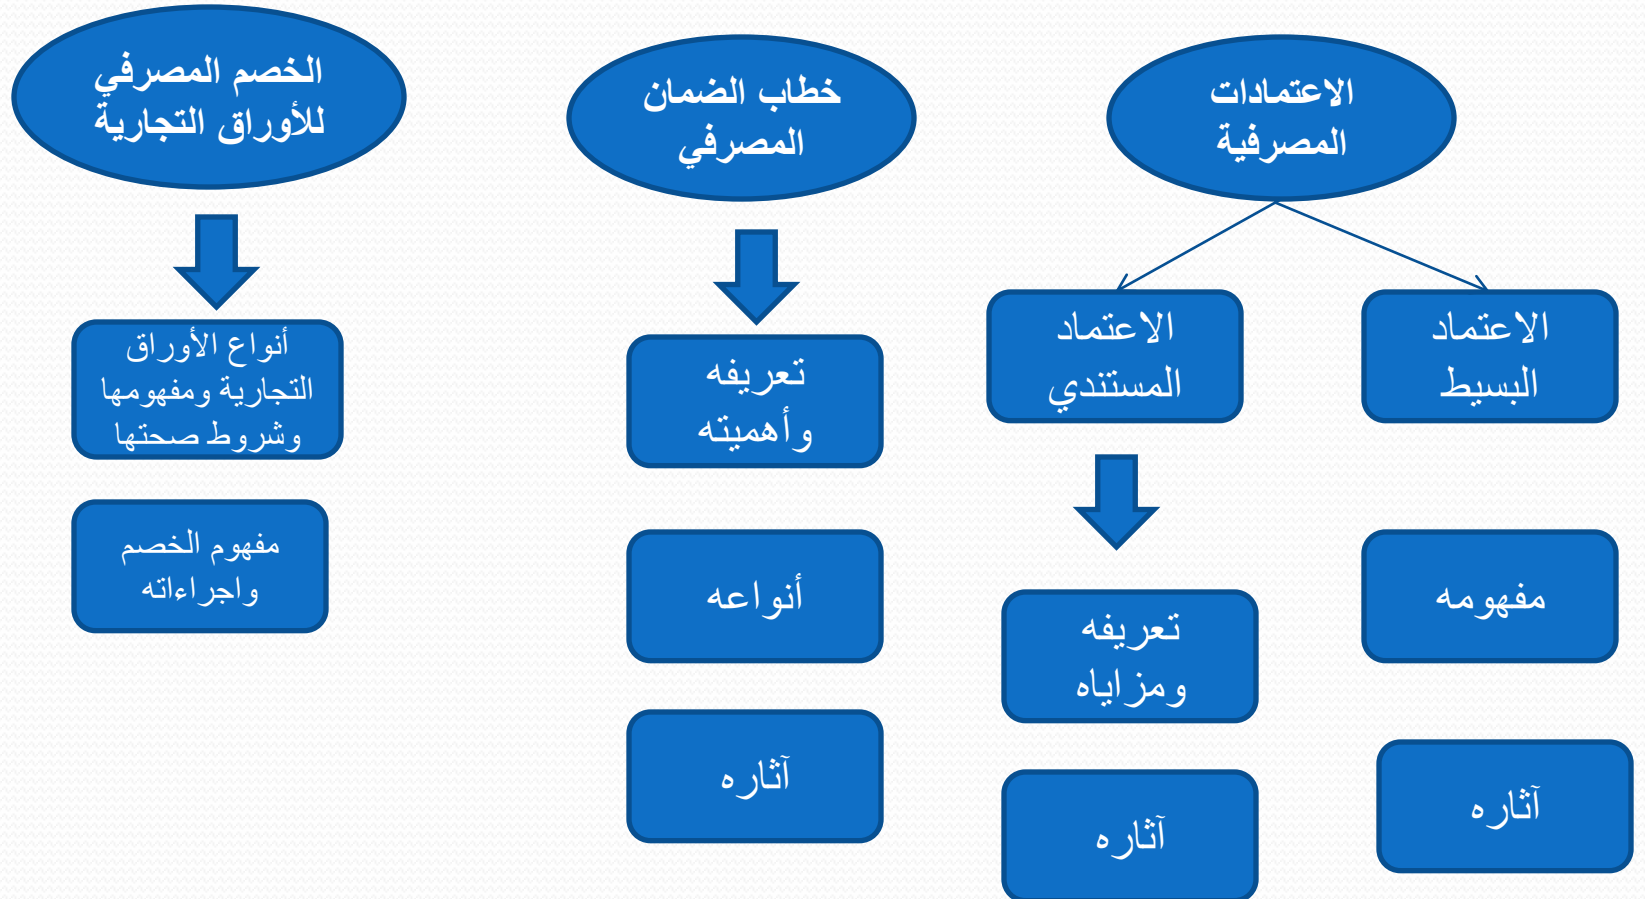 الاعتمادات
المصرفية
الاعتماد
البسيط
مفهومه
آثاره
الاعتماد
المستندي
تعريفه
ومزاياه
آثاره
خطاب الضمان
المصرفي
تعريفه
وأهميته
أنواعه
آثاره
الخصم المصرفي
للأوراق التجارية
أنواع الأوراق
التجارية ومفهومها
وشروط صحتها
مفهوم الخصم
واجراءاته